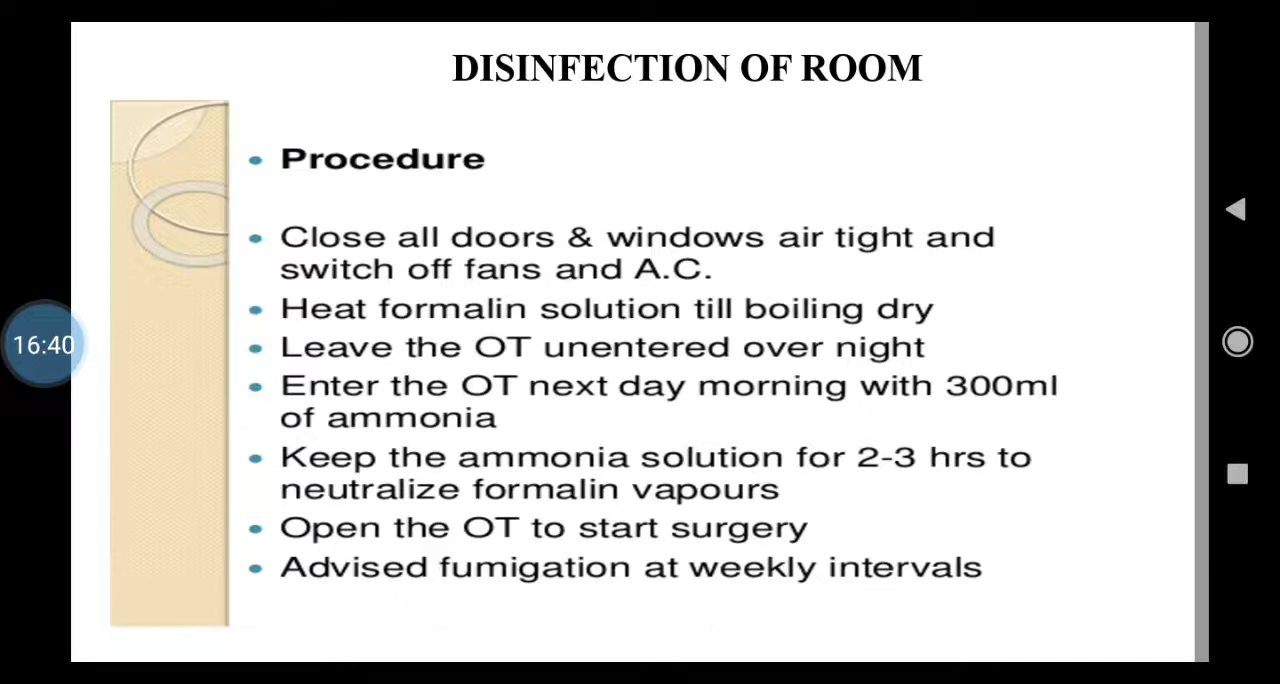 DISINFECTION OF ROOM
• Procedure
• Close all doors & windows air tight and
switch off fans and A.C.
• Heat formalin solution till boiling dry
• Leave the OT unentered over night
• Enter the OT next day morning with 300ml
of ammonia
• Keep the ammonia solution for 2-3 hrs to
neutralize formalin vapours
• Open the OT to start surgery
• Advised fumigation at weekly intervals
16:40